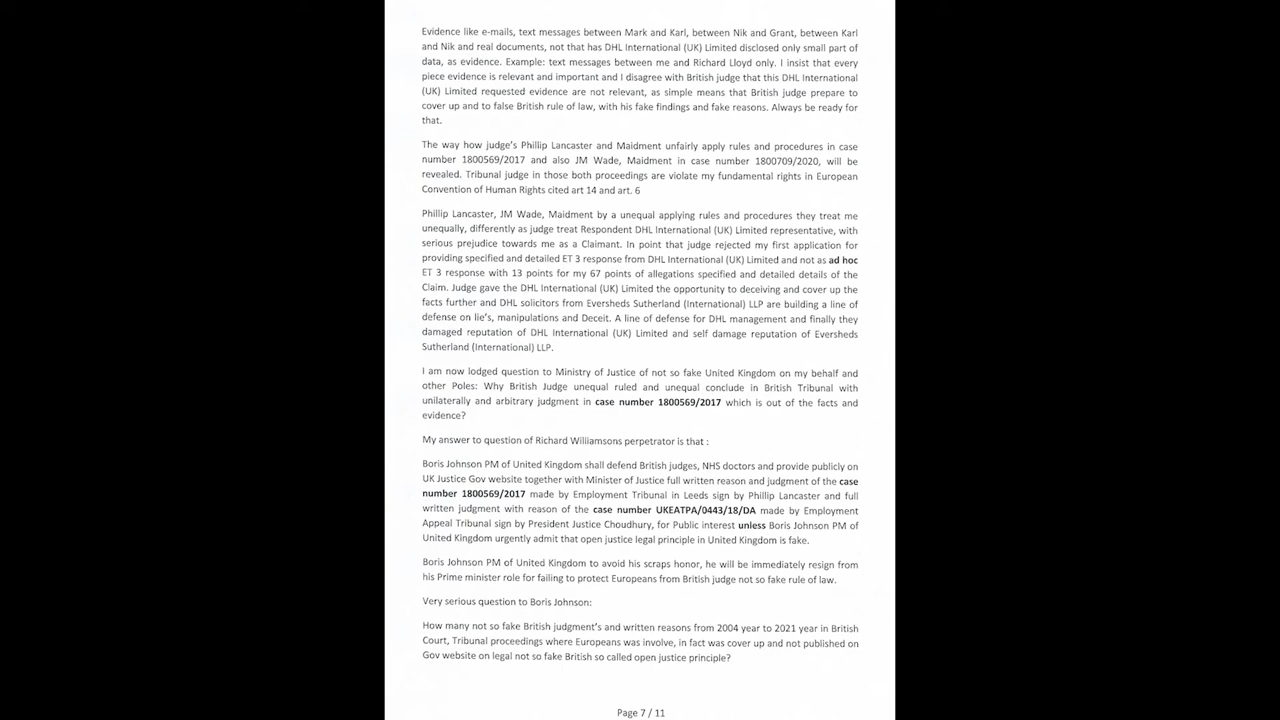 Evidence like e-mails, text messages between Mark and Karl, between Nik and Grant, between Karl
and Nik and real documents, not that has DHL International (UK) Limited disclosed only small part of
data, as evidence. Example: text messages between me and Richard Lloyd only. I insist that every
piece evidence is relevant and important and I disagree with British judge that this DHL International
(UK) Limited requested evidence are not relevant, as simple means that British judge prepare to
cover up and to false British rule of law, with his fake findings and fake reasons. Always be ready for
that.
The way how judge's Phillip Lancaster and Maidment unfairly apply rules and procedures in case
number 1800569/2017 and also JM Wade, Maidment in case number 1800709/2020, will be
revealed. Tribunal judge in those both proceedings are violate my fundamental rights in European
Convention of Human Rights cited art 14 and art. 6
Phillip Lancaster, JM Wade, Maidment by a unequal applying rules and procedures they treat me
unequally, differently as judge treat Respondent DHL International (UK) Limited representative, with
serious prejudice towards me as a Claimant. In point that judge rejected my first application for
providing specified and detailed ET 3 response from DHL International (UK) Limited and not as ad hoc
ET 3 response with 13 points for my 67 points of allegations specified and detailed details of the
Claim. Judge gave the DHL International (UK) Limited the opportunity to deceiving and cover up the
facts further and DHL solicitors from Eversheds Sutherland (International) LLP are building a line of
defense on lie's, manipulations and Deceit. A line of defense for DHL management and finally they
damaged reputation of DHL International (UK) Limited and self damage reputation of Eversheds
Sutherland (International) LLP.
I am now lodged question to Ministry of Justice of not so fake United Kingdom on my behalf and
other Poles: Why British Judge unequal ruled and unequal conclude in British Tribunal with
unilaterally and arbitrary judgment in case number 1800569/2017 which is out of the facts and
evidence?
My answer to question of Richard Williamsons perpetrator is that :
Boris Johnson PM of United Kingdom shall defend British judges, NHS doctors and provide publicly on
UK Justice Gov website together with Minister of Justice full written reason and judgment of the case
number 1800569/2017 made by Employment Tribunal in Leeds sign by Phillip Lancaster and full
written judgment with reason of the case number UKEATPA/0443/18/DA made by Employment
Appeal Tribunal sign by President Justice Choudhury, for Public interest unless Boris Johnson PM of
United Kingdom urgently admit that open justice legal principle in United Kingdom is fake.
Boris Johnson PM of United Kingdom to avoid his scraps honor, he will be immediately resign from
his Prime minister role for failing to protect Europeans from British judge not so fake rule of law.
Very serious question to Boris Johnson:
How many not so fake British judgment's and written reasons from 2004 year to 2021 year in British
Court, Tribunal proceedings where Europeans was involve, in fact was cover up and not published on
Gov website on legal not so fake British so called open justice principle?
Page 7 / 11